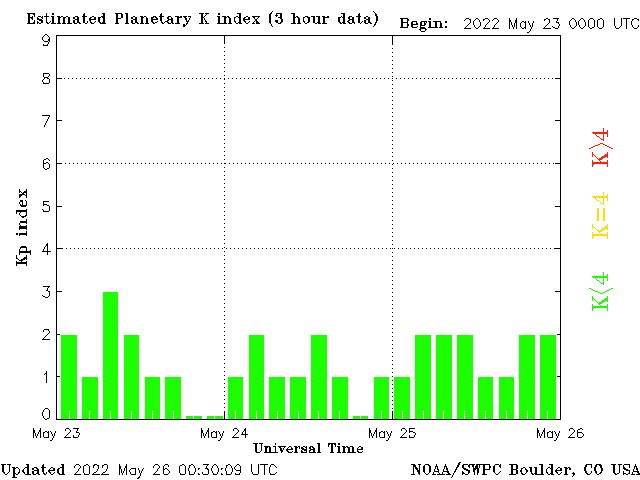 Estimated Planetary K index (3 hour data)
Begin: 2022 May 23 0000 UTC
9
8
7
6
5
4
3
2
1
0
Kp index
K>4
K=4
K<4
May 23
May 24
May 25
May 26
Universal Time
Updated 2022 May 26 00:30:09 UTC
NOAA/SWPC Boulder, CO USA